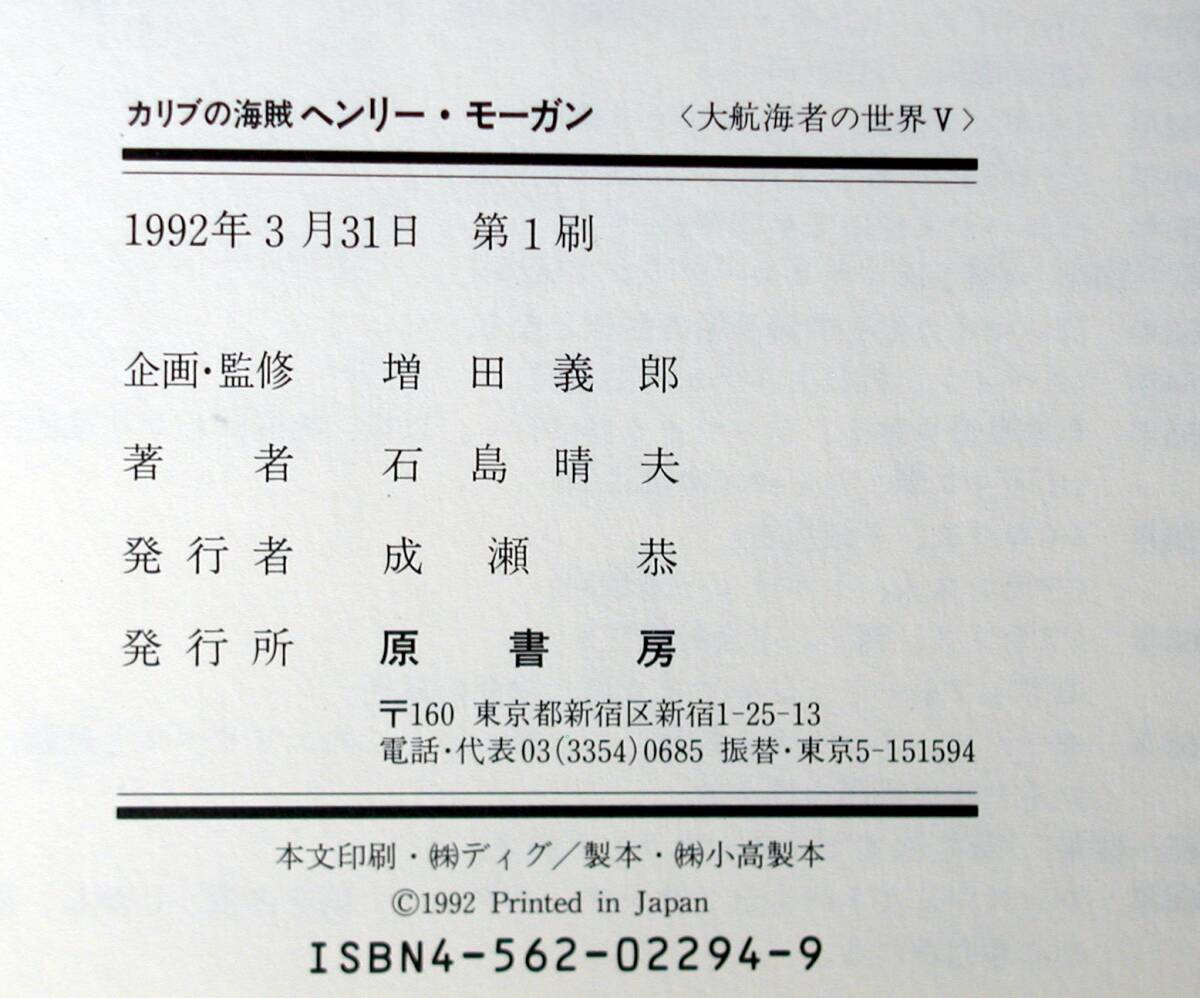 カリブの海賊 ヘンリー・モーガン 〈大航海者の世界Ⅴ〉
1992年3月31日 第1刷
企画・監修 増田義郎
著者 石島晴夫
発行者 成瀬恭
発行所 原書房
〒160 東京都新宿区新宿1-25-13
電話・代表03(3354)0685 振替・東京5-151594
本文印刷・㈱ディグ／製本・㈱小高製本
©1992 Printed in Japan
ISBN4-562-02294-9